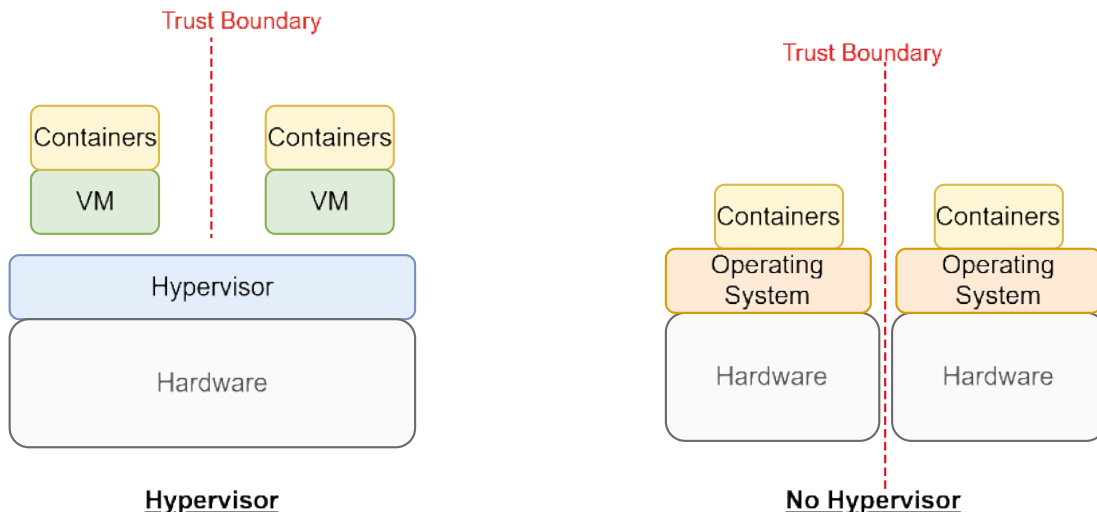 Trust Boundary
Containers
Containers
VM
VM
Hypervisor
Hardware
Hypervisor
Trust Boundary
Containers
Containers
Operating
System
Operating
System
Hardware
Hardware
No Hypervisor